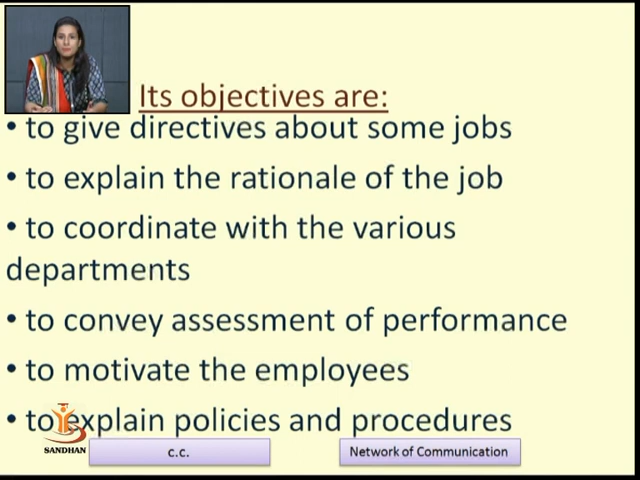 Its objectives are:
• to give directives about some jobs
• to explain the rationale of the job
• to coordinate with the various
departments
• to convey assessment of performance
• to motivate the employees
• to explain policies and procedures
SANDHAN
c.c.
Network of Communication